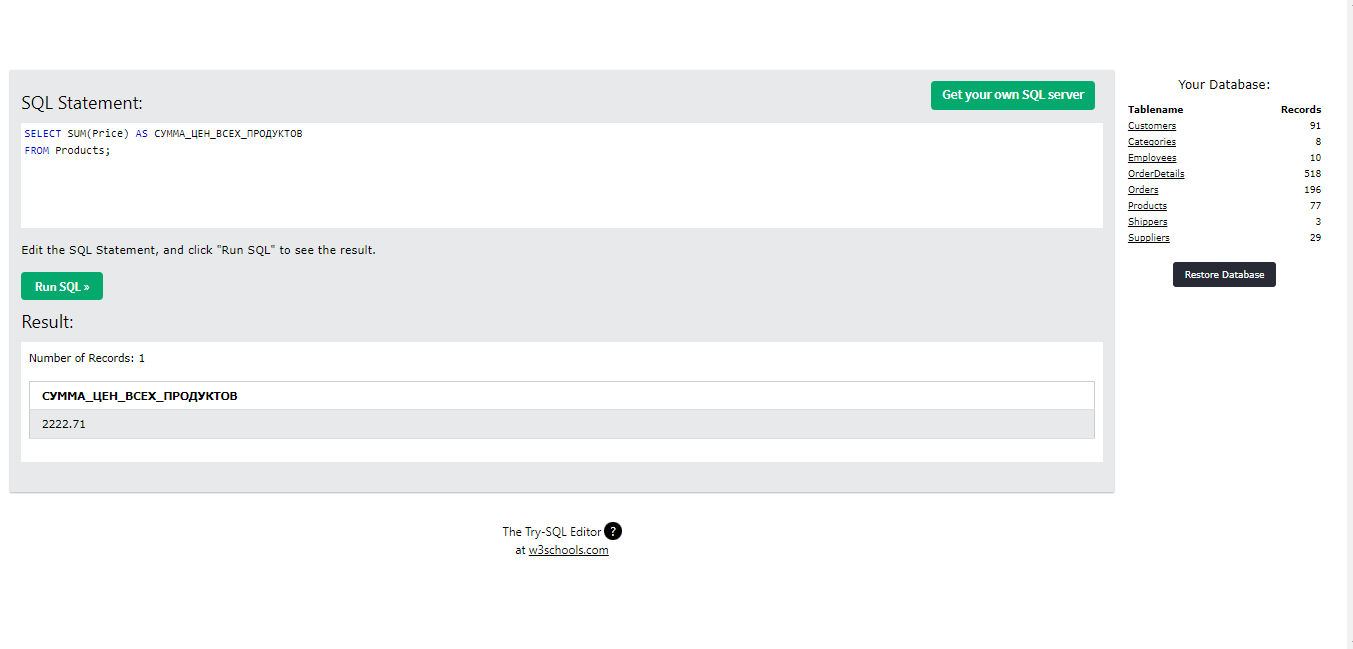 SQL Statement:
Get your own SQL server
SELECT SUM(Price) AS СУММА_ЦЕН_ВСЕХ_ПРОДУКТОВ
FROM Products;
Edit the SQL Statement, and click "Run SQL" to see the result.
Run SQL »
Result:
Number of Records: 1
СУММА_ЦЕН_ВСЕХ_ПРОДУКТОВ
2222.71
The Try-SQL Editor ?
at w3schools.com
Your Database:
Tablename Records
Customers 91
Categories 8
Employees 10
OrderDetails 518
Orders 196
Products 77
Shippers 3
Suppliers 29
Restore Database